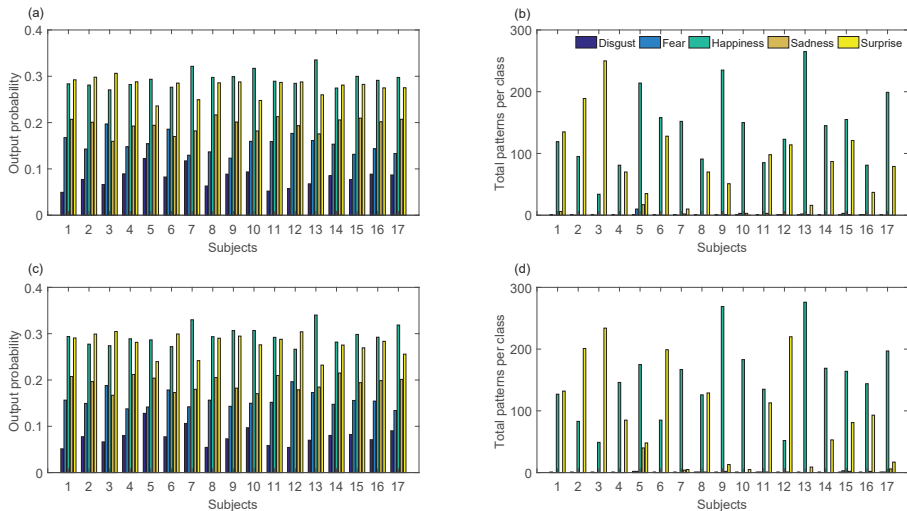 (a)
0.4
0.3
0.2
0.1
0
Output probability
1 2 3 4 5 6 7 8 9 10 11 12 13 14 15 16 17
Subjects
(b)
300
200
100
0
Total patterns per class
Disgust Fear Happiness Sadness Surprise
1 2 3 4 5 6 7 8 9 10 11 12 13 14 15 16 17
Subjects
(c)
0.4
0.3
0.2
0.1
0
Output probability
1 2 3 4 5 6 7 8 9 10 11 12 13 14 15 16 17
Subjects
(d)
300
200
100
0
Total patterns per class
1 2 3 4 5 6 7 8 9 10 11 12 13 14 15 16 17
Subjects